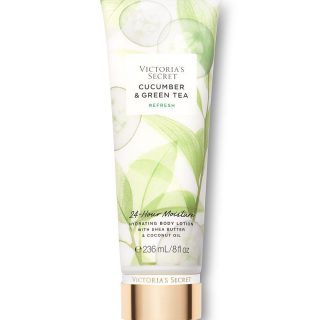 VICTORIA'S
SECRET
CUCUMBER
& GREEN TEA
REFRESH
24-Hour Moisture
HYDRATING BODY LOTION
WITH SHEA BUTTER
& COCONUT OIL
℮ 236 mL/8 fl oz
VICTORIA'S SECRET